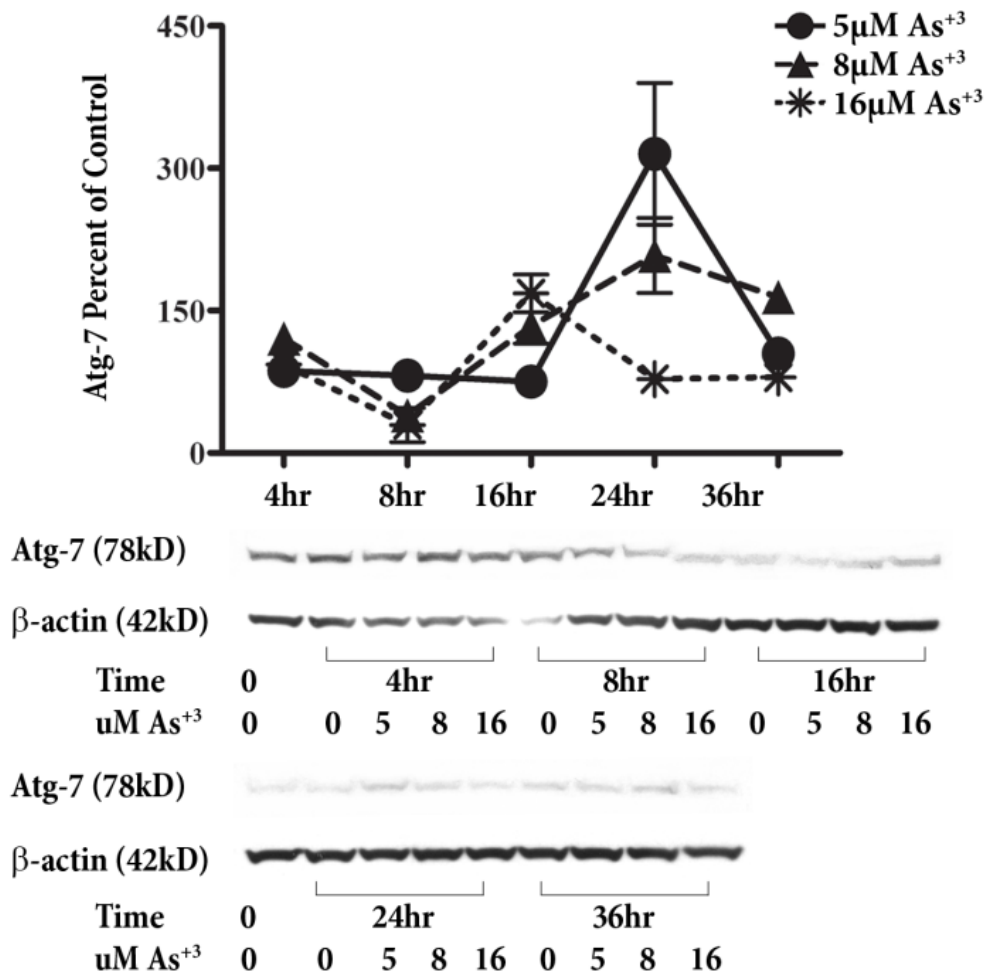 450
300
150
0
Atg-7 Percent of Control
5μM As+3
8μM As+3
16μM As+3
4hr 8hr 16hr 24hr 36hr
Atg-7 (78kD)
β-actin (42kD)
Time 0 4hr 8hr 16hr
uM As+3 0 0 5 8 16 0 5 8 16 0 5 8 16
Atg-7 (78kD)
β-actin (42kD)
Time 0 24hr 36hr
uM As+3 0 0 5 8 16 0 5 8 16